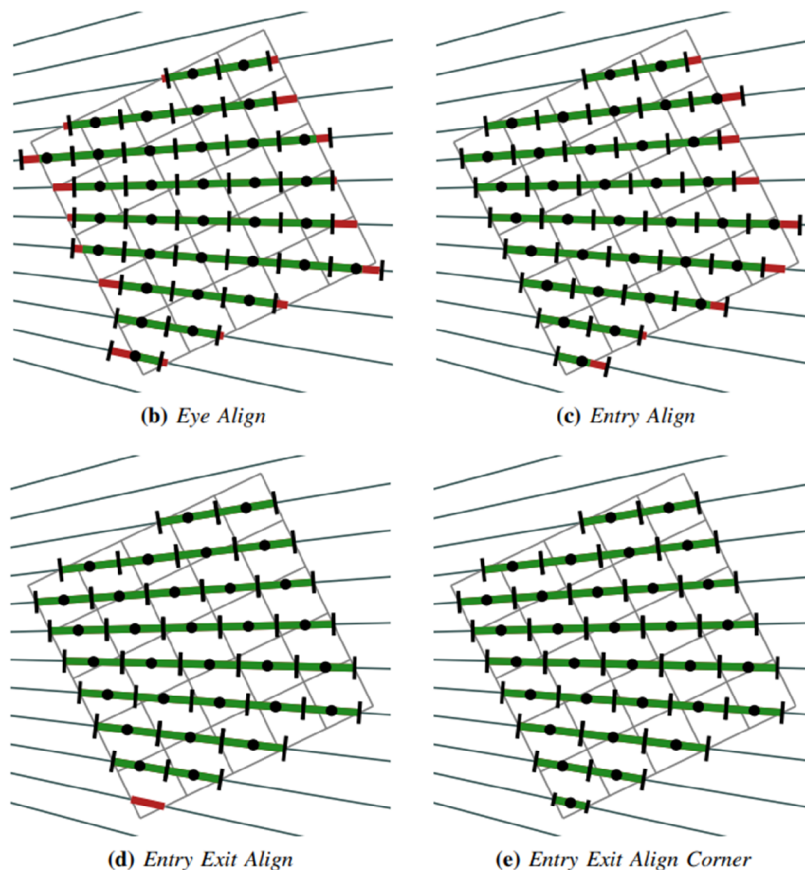 (b) Eye Align
(c) Entry Align
(d) Entry Exit Align
(e) Entry Exit Align Corner